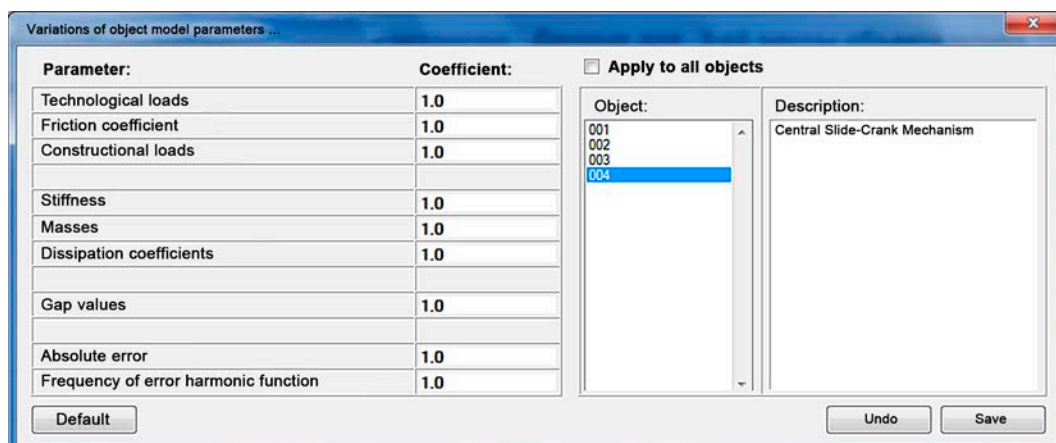 Variations of object model parameters ...
Parameter: Coefficient:
Technological loads 1.0
Friction coefficient 1.0
Constructional loads 1.0
Stiffness 1.0
Masses 1.0
Dissipation coefficients 1.0
Gap values 1.0
Absolute error 1.0
Frequency of error harmonic function 1.0
Default
Apply to all objects
Object:
001
002
003
004
Description:
Central Slide-Crank Mechanism
Undo Save